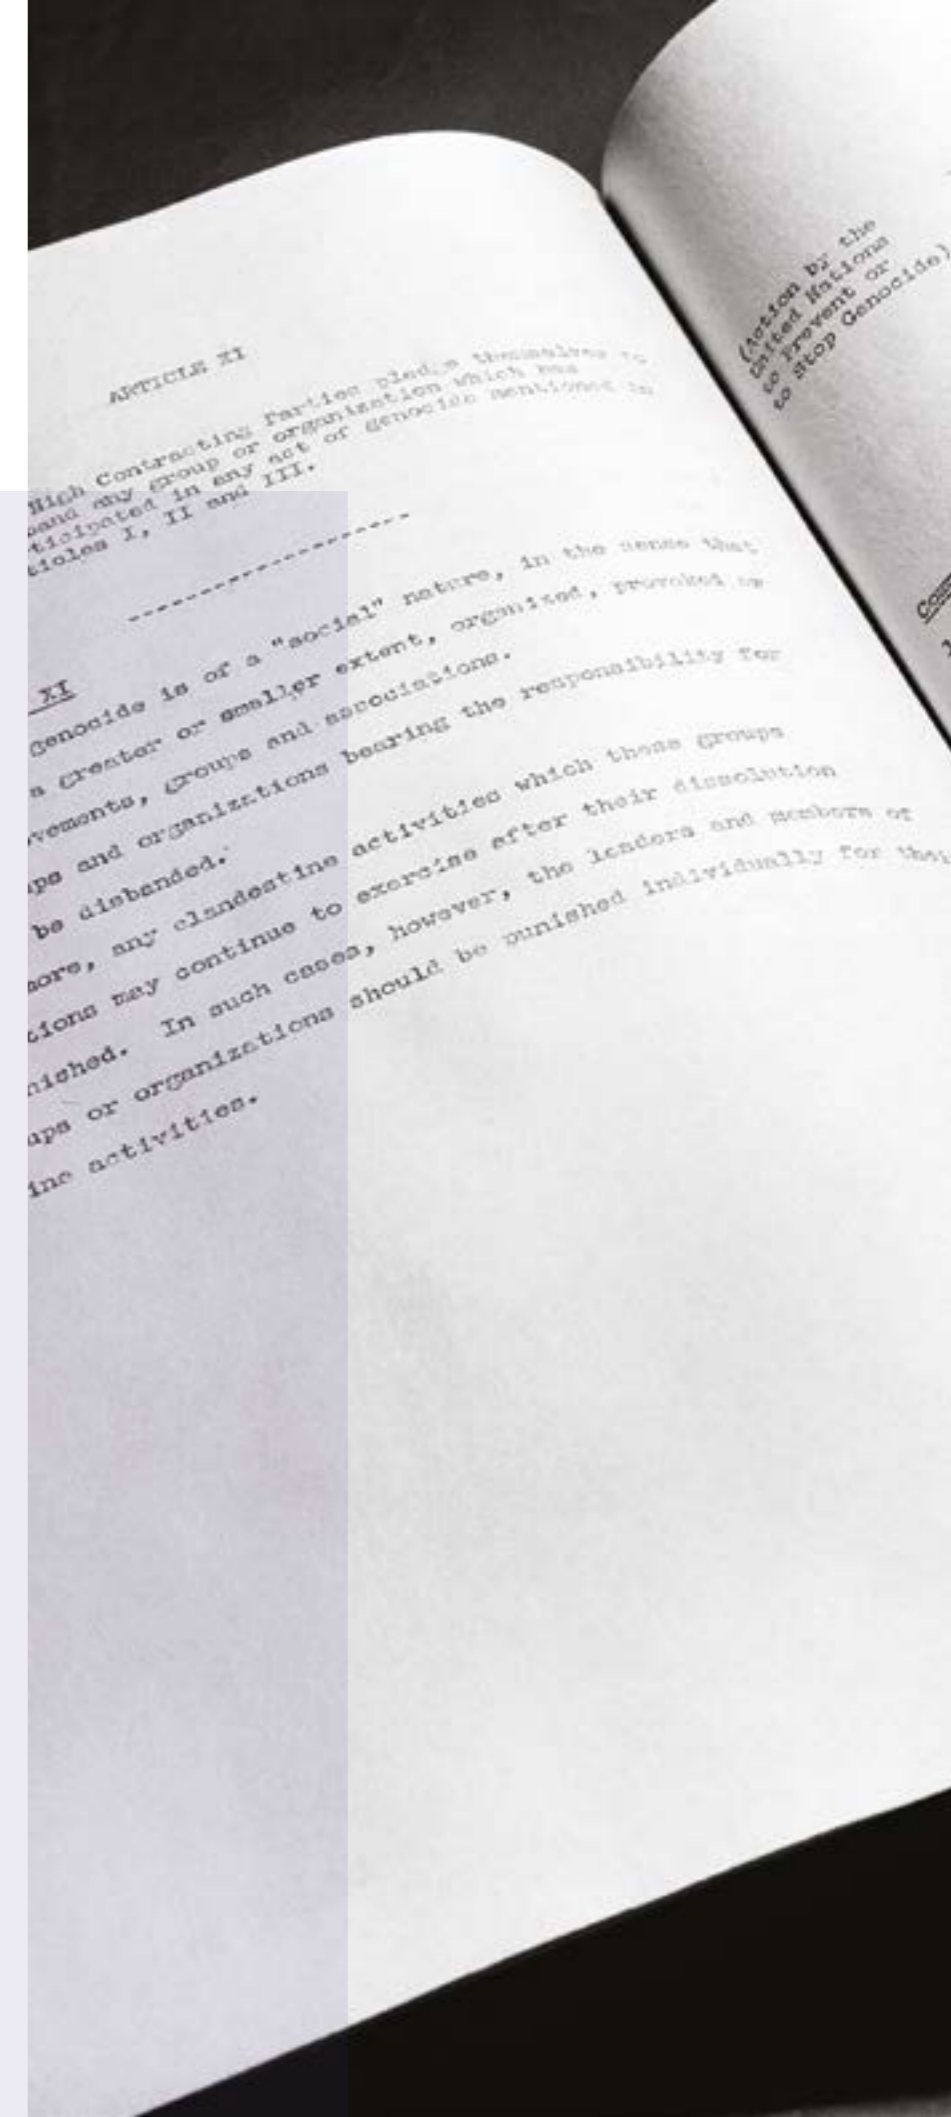 ARTICLE XI
High Contracting Parties pledge themselves to
band any group or organization which has
ticipated in any act of genocide mentioned in
ticles I, II and III.
--------------------
XI
genocide is of a "social" nature, in the sense that
a greater or smaller extent, organised, provoked or
vements, groups and associations.
ups and organizations bearing the responsibility for
be disbanded.
more, any clandestine activities which these groups
tions may continue to exercise after their dissolution
nished. In such cases, however, the leaders and members of
ups or organizations should be punished individually for their
ine activities.
(Action by the
United Nations
to Prevent or
to Stop Genocide)